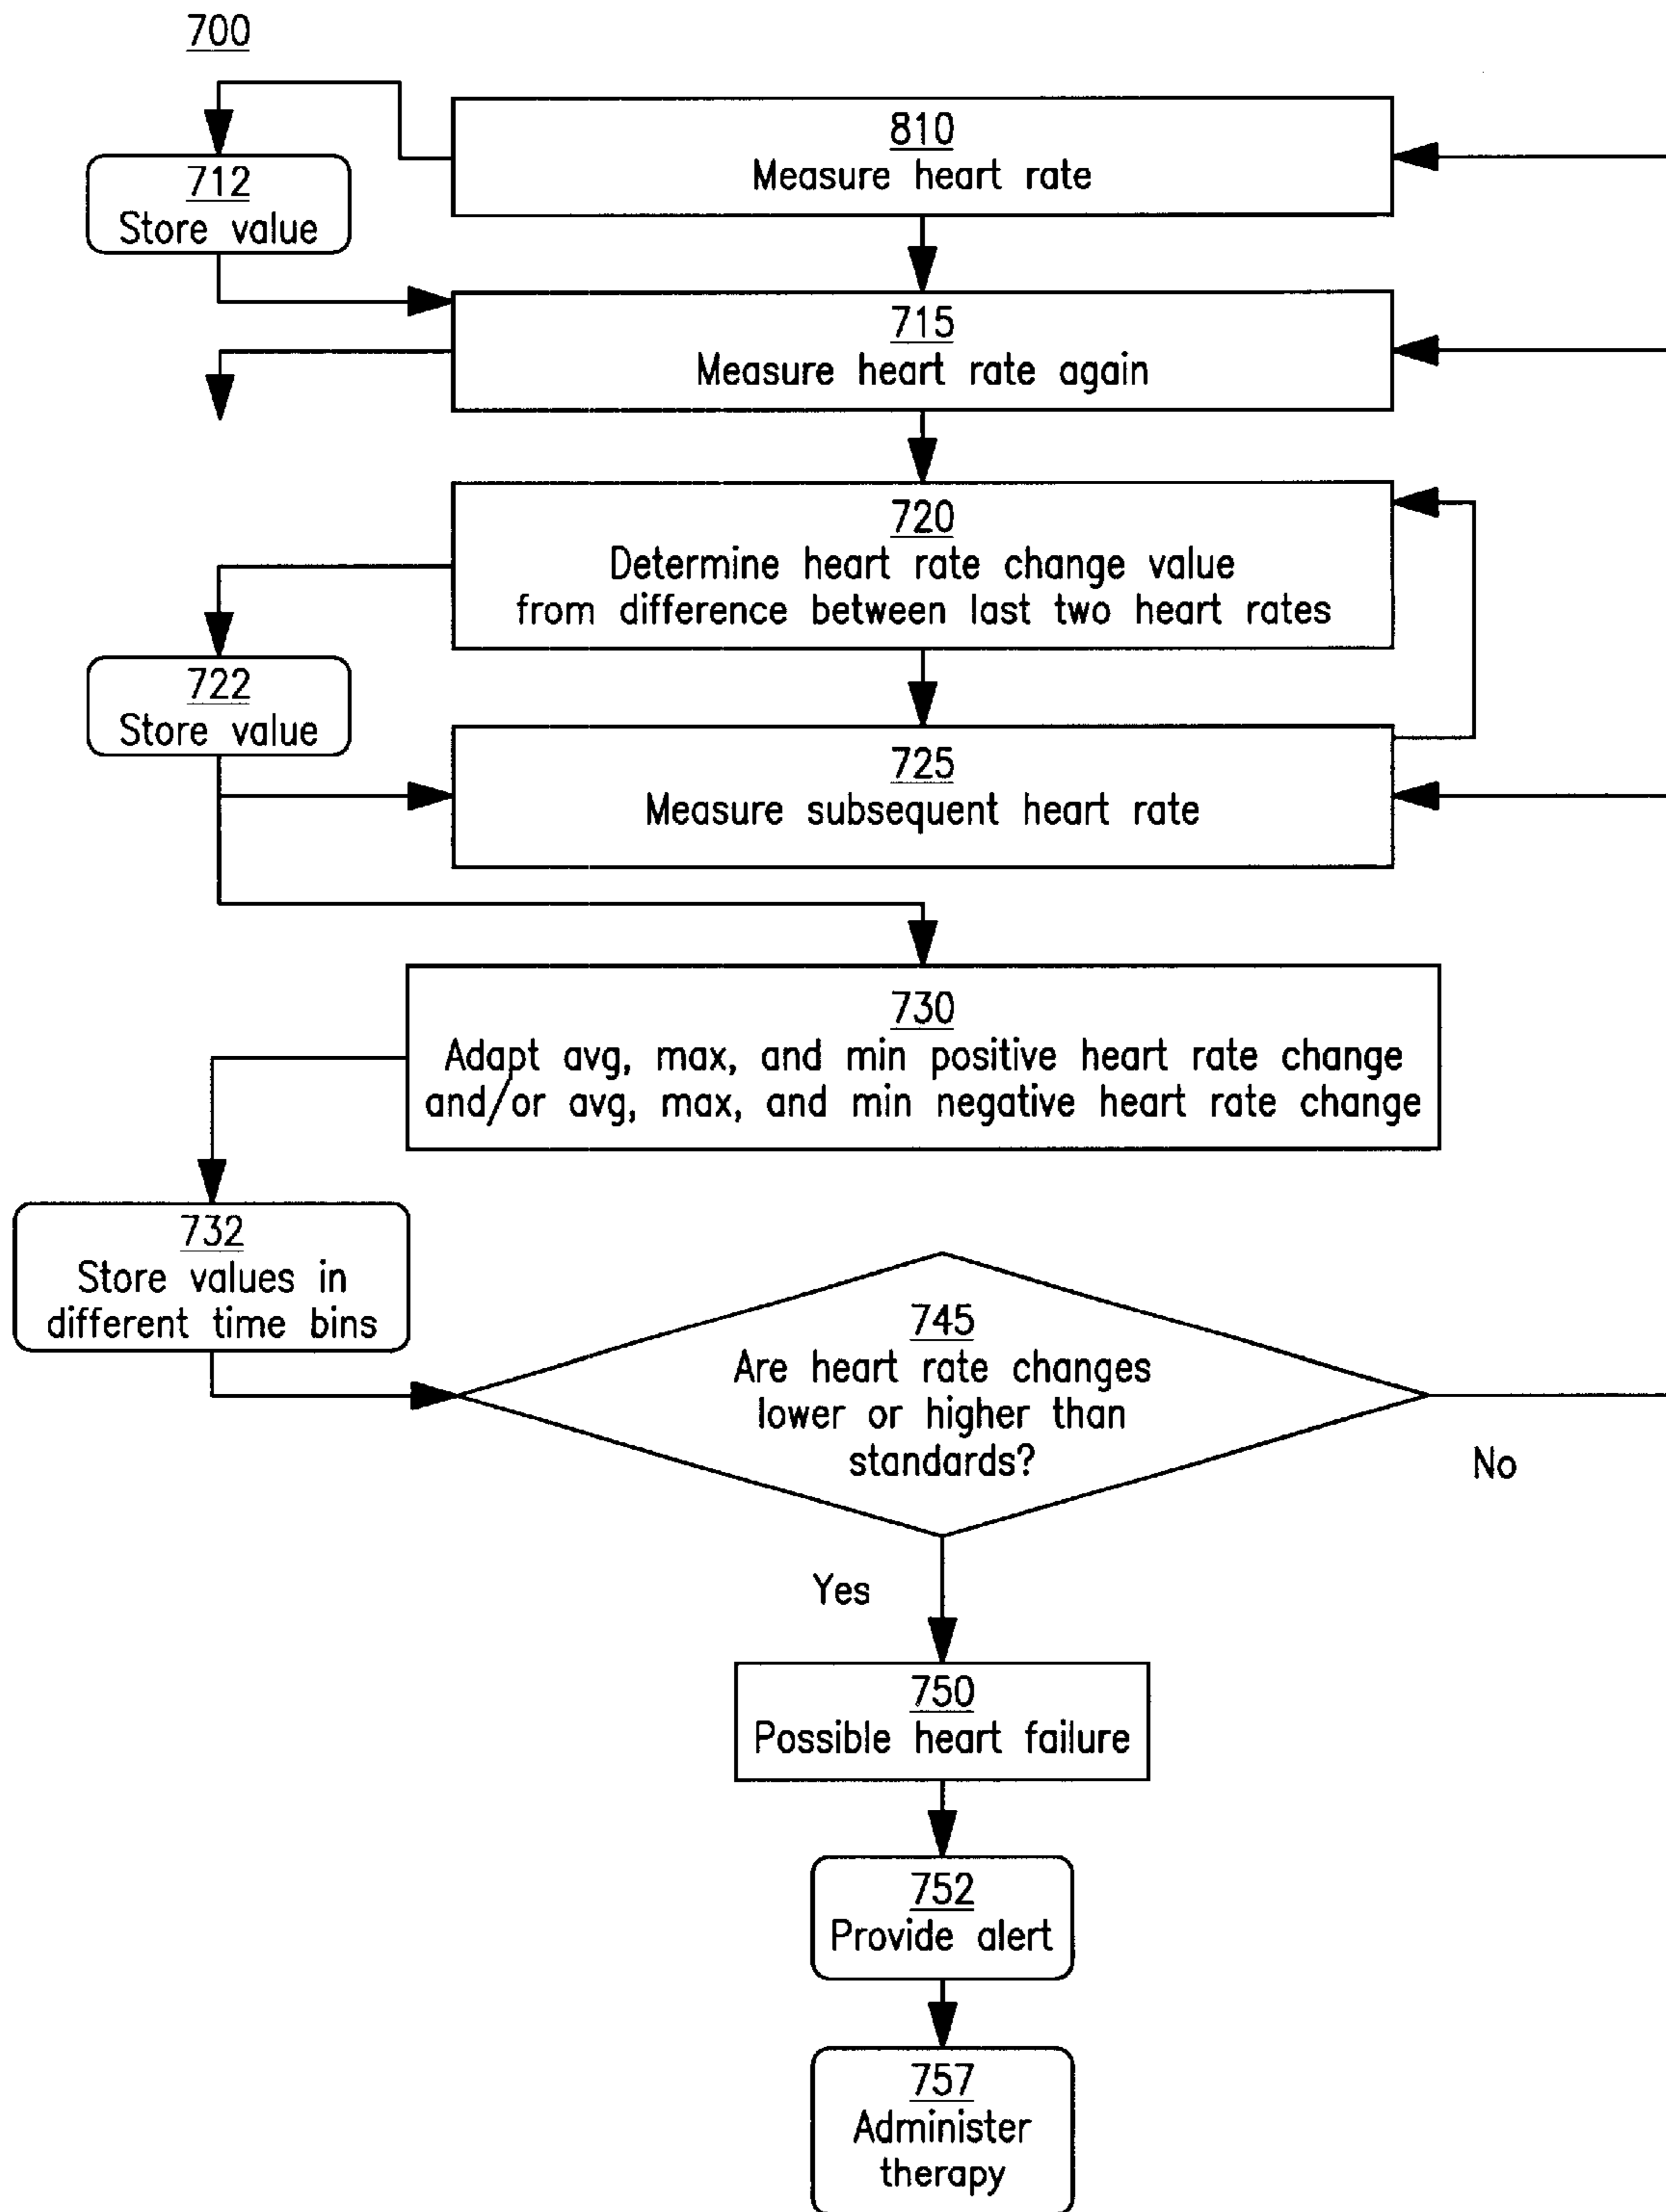 700
810
Measure heart rate
712
Store value
715
Measure heart rate again
720
Determine heart rate change value
from difference between last two heart rates
722
Store value
725
Measure subsequent heart rate
730
Adapt avg, max, and min positive heart rate change
and/or avg, max, and min negative heart rate change
732
Store values in
different time bins
745
Are heart rate changes
lower or higher than
standards?
No
Yes
750
Possible heart failure
752
Provide alert
757
Administer
therapy